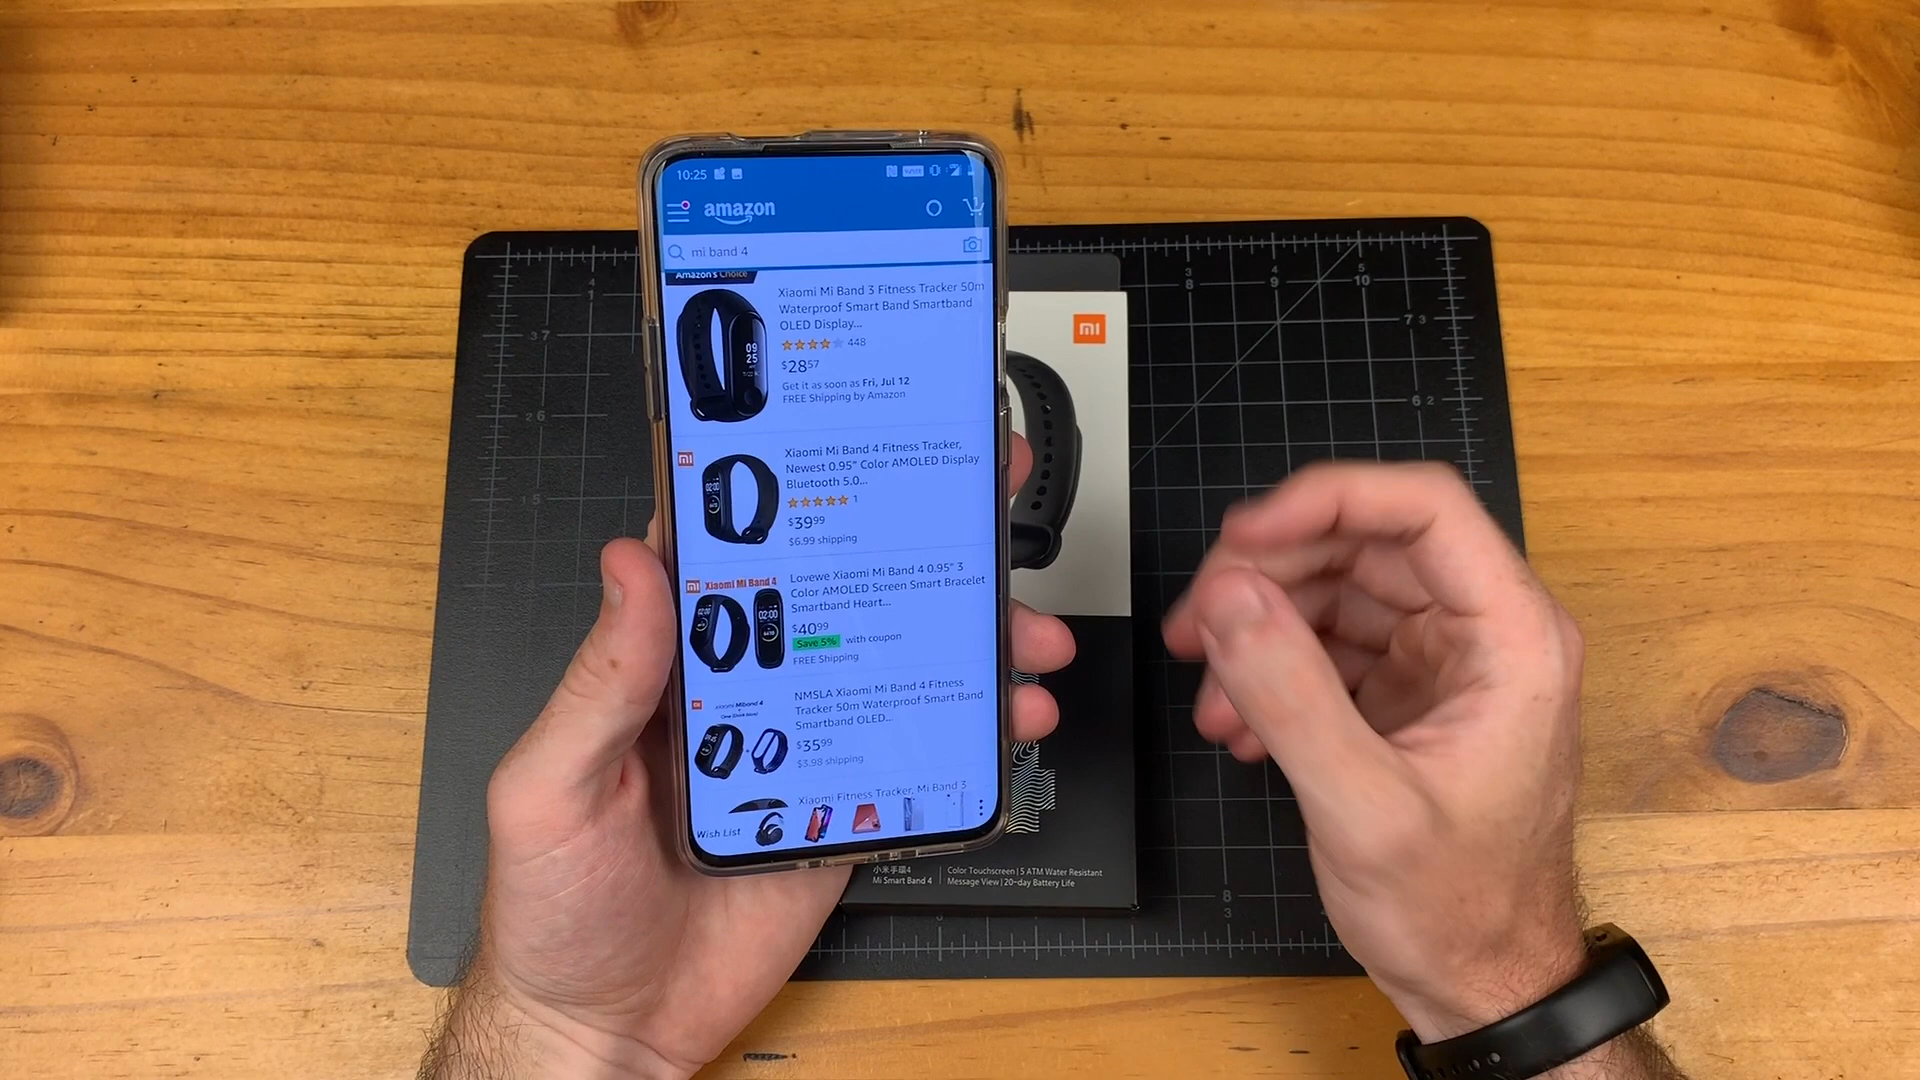 10:25
amazon
mi band 4
Amazon's Choice
Xiaomi Mi Band 3 Fitness Tracker 50m
Waterproof Smart Band Smartband
OLED Display...
448
$28 57
Get it as soon as Fri, Jul 12
FREE Shipping by Amazon
09
25
Xiaomi Mi Band 4 Fitness Tracker,
Newest 0.95" Color AMOLED Display
Bluetooth 5.0...
1
$39 99
$6.99 shipping
Xiaomi Mi Band 4
02:00
Lovewe Xiaomi Mi Band 4 0.95" 3
Color AMOLED Screen Smart Bracelet
Smartband Heart...
$40 99
Save 5% with coupon
FREE Shipping
NMSLA Xiaomi Mi Band 4 Fitness
Tracker 50m Waterproof Smart Band
Smartband OLED...
$35 99
$3.98 shipping
Xiaomi Fitness Tracker, Mi Band 3
Wish List
mi
小米手環4
Mi Smart Band 4
Color Touchscreen | 5 ATM Water Resistant
Message View | 20-day Battery Life